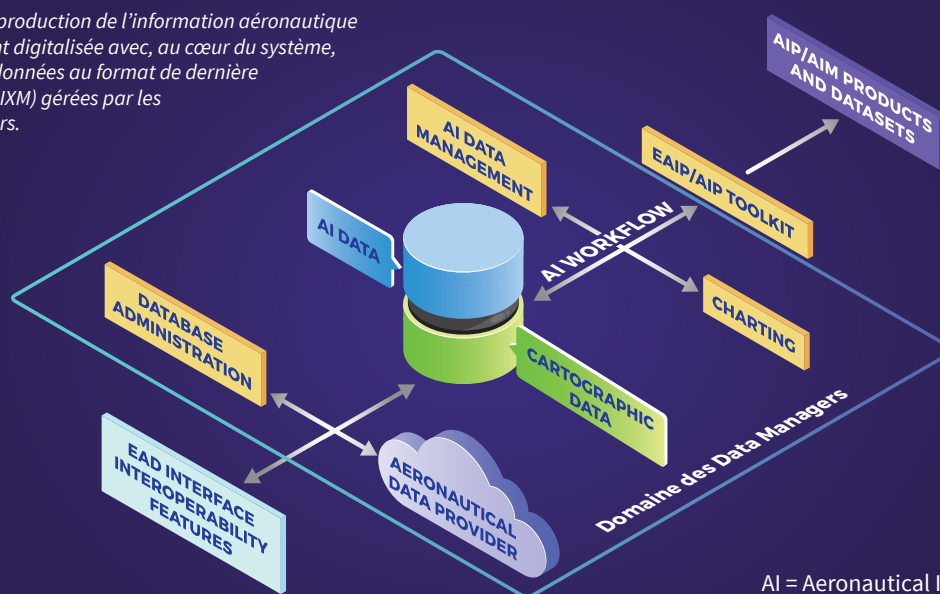 production de l’information aéronautique
digitalisée avec, au cœur du système,
données au format de dernière
gérées par les
AIP/AIM PRODUCTS
AND DATASETS
AI DATA
MANAGEMENT
EAIP/AIP TOOLKIT
AI DATA
AI WORKFLOW
DATABASE
ADMINISTRATION
CHARTING
CARTOGRAPHIC
DATA
EAD INTERFACE
INTEROPERABILITY
FEATURES
AERONAUTICAL
DATA PROVIDER
Domaine des Data Managers
AI = Aeronautical